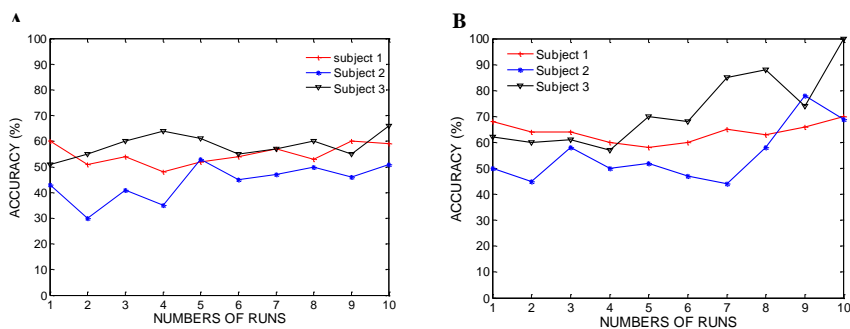 A
100
90
80
70
60
50
40
30
20
10
0
ACCURACY (%)
subject 1
Subject 2
Subject 3
1 2 3 4 5 6 7 8 9 10
NUMBERS OF RUNS
B
100
90
80
70
60
50
40
30
20
10
0
ACCURACY (%)
Subject 1
Subject 2
Subject 3
1 2 3 4 5 6 7 8 9 10
NUMBERS OF RUNS